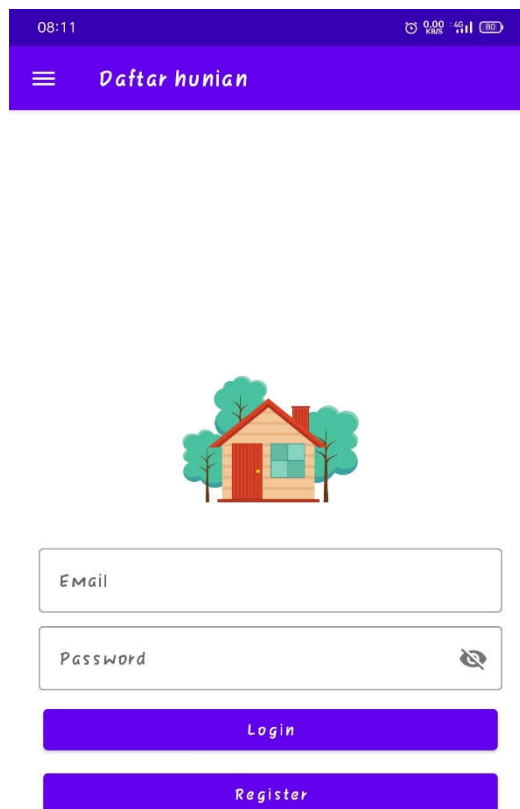 08:11
0.00 KB/S 4G 80
Daftar hunian
Email
Password
Login
Register